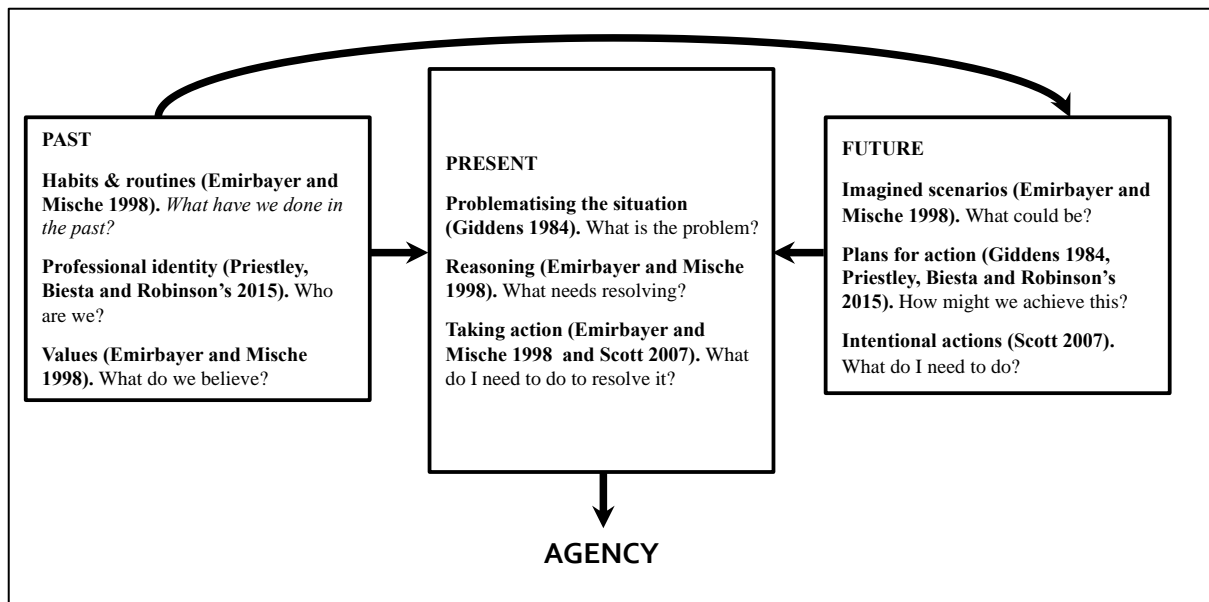 PAST
Habits & routines (Emirbayer and
Mische 1998). What have we done in
the past?
Professional identity (Priestley,
Biesta and Robinson’s 2015). Who
are we?
Values (Emirbayer and Mische
1998). What do we believe?
PRESENT
Problematising the situation
(Giddens 1984). What is the problem?
Reasoning (Emirbayer and Mische
1998). What needs resolving?
Taking action (Emirbayer and
Mische 1998 and Scott 2007). What
do I need to do to resolve it?
FUTURE
Imagined scenarios (Emirbayer and
Mische 1998). What could be?
Plans for action (Giddens 1984,
Priestley, Biesta and Robinson’s
2015). How might we achieve this?
Intentional actions (Scott 2007).
What do I need to do?
AGENCY